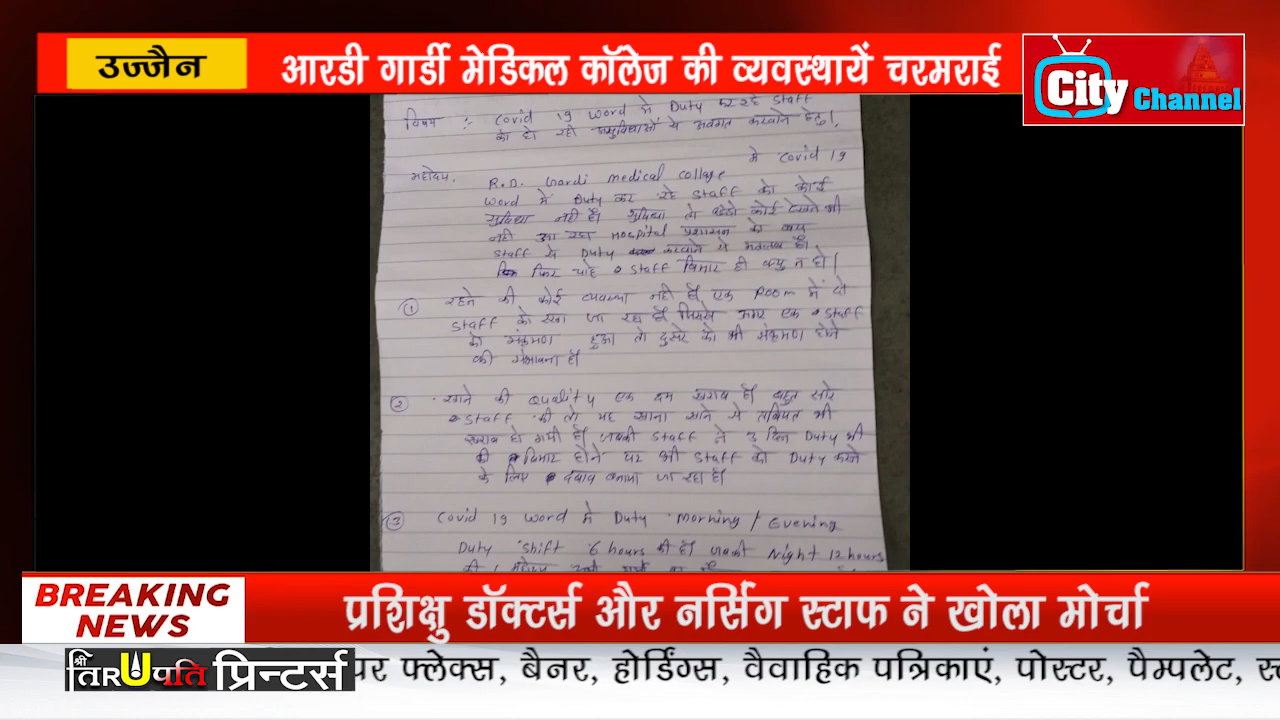 उज्जैन
आरडी गार्डी मेडिकल कॉलेज की व्यवस्थायें चरमराई
City Channel
विषय :- Covid 19 Word मे Duty कर रहे Staff
को हो रही असुविधाओं से अवगत करवाने हेतु।
मे Covid 19
महोदय,
R.D. Gardi medical college
Word में Duty कर रहे Staff को कोई
सुविधा नही है। सुविधा तो छोडो कोई देखने भी
नही आ रहा Hospital प्रशासन को बस
Staff से Duty करवाने से मतलब है।
फिर चाहे Staff बिमार ही क्यु न हो।
① रहने की कोई व्यवस्था नही है। एक Room में दो
Staff को रखा जा रहा है। जिससे अगर एक Staff
को संक्रमण हुआ तो दुसरे को भी संक्रमण होने
की संभावना है।
② खाने की Quality एक दम खराब है। बहुत सारे
Staff की तो यह खाना खाने से तबियत भी
खराब हो गयी है। जबकी Staff ने 3 दिन Duty भी
की बिमार होने पर भी Staff को Duty करने
के लिए दबाव बनाया जा रहा है।
③ Covid 19 Word मे Duty Morning / Evening
Duty Shift 6 hours की है। जबकी Night 12 hours
की
BREAKING NEWS
प्रशिक्षु डॉक्टर्स और नर्सिग स्टाफ ने खोला मोर्चा
श्री तिरUपति प्रिन्टर्स
पर फ्लेक्स, बैनर, होर्डिंग्स, वैवाहिक पत्रिकाएं, पोस्टर, पैम्पलेट,